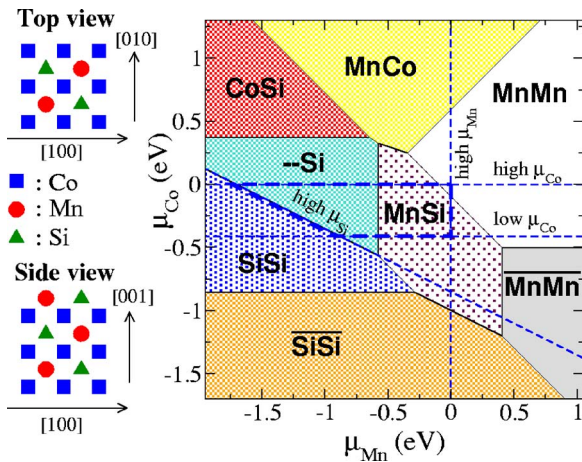 Top view
[010]
[100]
: Co
: Mn
: Si
Side view
[001]
[100]
μCo (eV)
1
0.5
0
-0.5
-1
-1.5
-1.5
-1
-0.5
0
0.5
1
μMn (eV)
CoSi
MnCo
MnMn
--Si
MnSi
SiSi
MnMn
SiSi
high μMn
high μCo
low μCo
high μSi